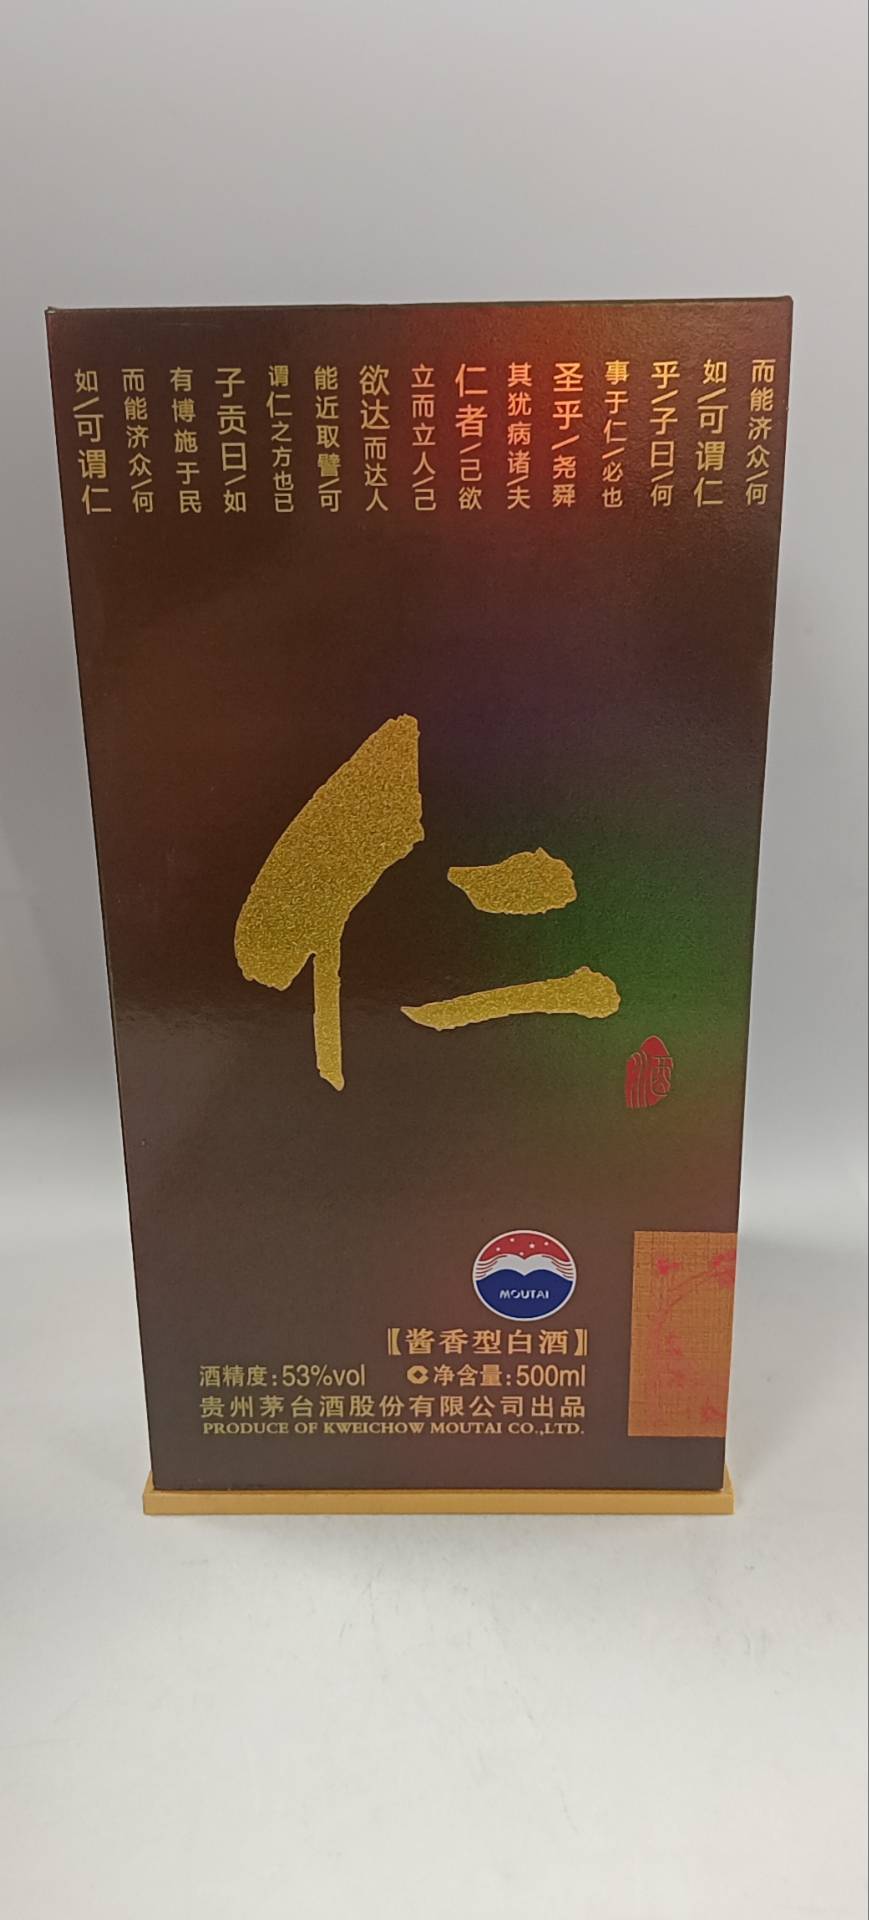 如/可谓仁
而能济众/何
有博施于民
子贡曰/如
谓仁之方也已
能近取譬/可
欲达而达人
立而立人/己
仁者/己欲
其犹病诸/夫
圣乎/尧舜
事于仁/必也
乎/子曰/何
如/可谓仁
而能济众/何
仁
酒
MOUTAI
【酱香型白酒】
酒精度:53%vol 净含量:500ml
贵州茅台酒股份有限公司出品
PRODUCE OF KWEICHOW MOUTAI CO.,LTD.